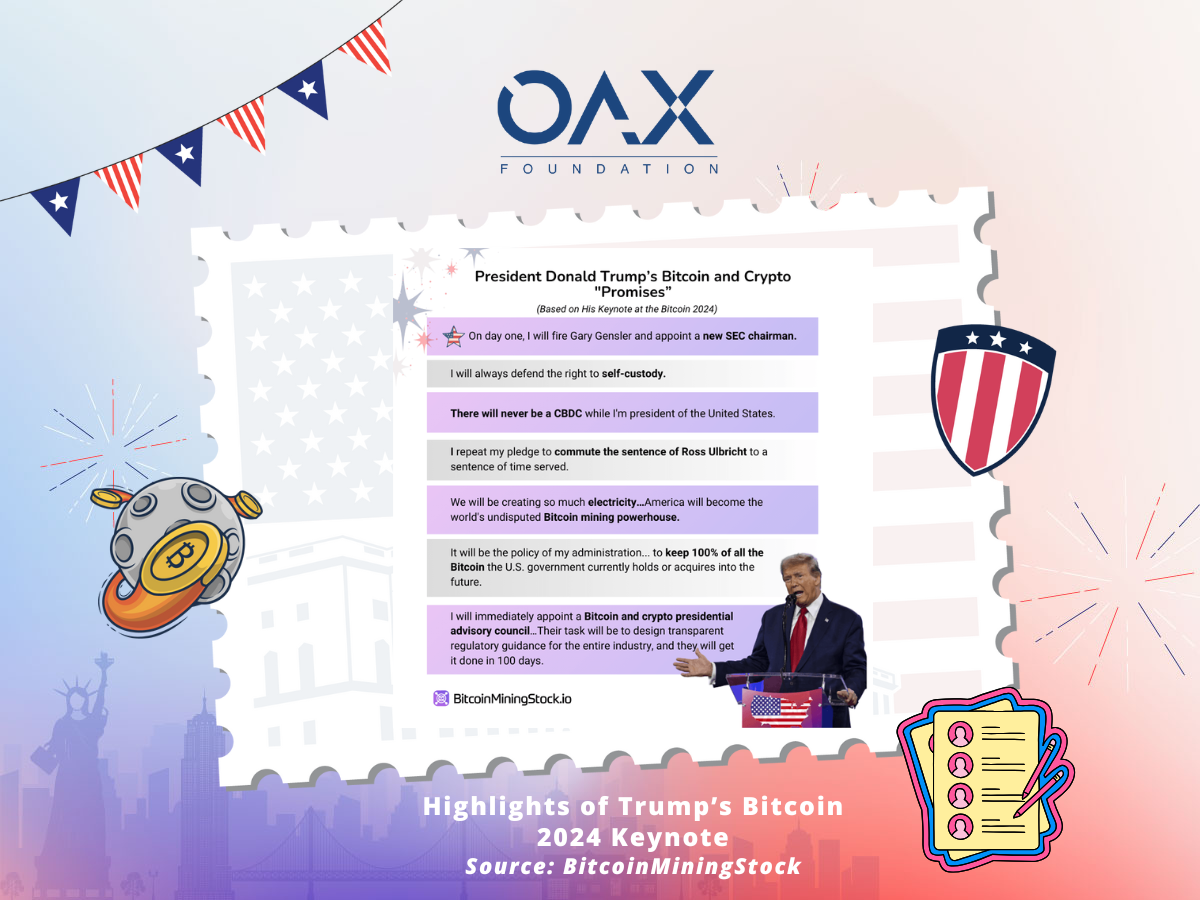 OAX
FOUNDATION
President Donald Trump's Bitcoin and Crypto
"Promises"
(Based on His Keynote at the Bitcoin 2024)
On day one, I will fire Gary Gensler and appoint a new SEC chairman.
I will always defend the right to self-custody.
There will never be a CBDC while I'm president of the United States.
I repeat my pledge to commute the sentence of Ross Ulbricht to a
sentence of time served.
We will be creating so much electricity...America will become the
world's undisputed Bitcoin mining powerhouse.
It will be the policy of my administration... to keep 100% of all the
Bitcoin the U.S. government currently holds or acquires into the
future.
I will immediately appoint a Bitcoin and crypto presidential
advisory council...Their task will be to design transparent
regulatory guidance for the entire industry, and they will get
it done in 100 days.
BitcoinMiningStock.io
Highlights of Trump's Bitcoin
2024 Keynote
Source: BitcoinMiningStock